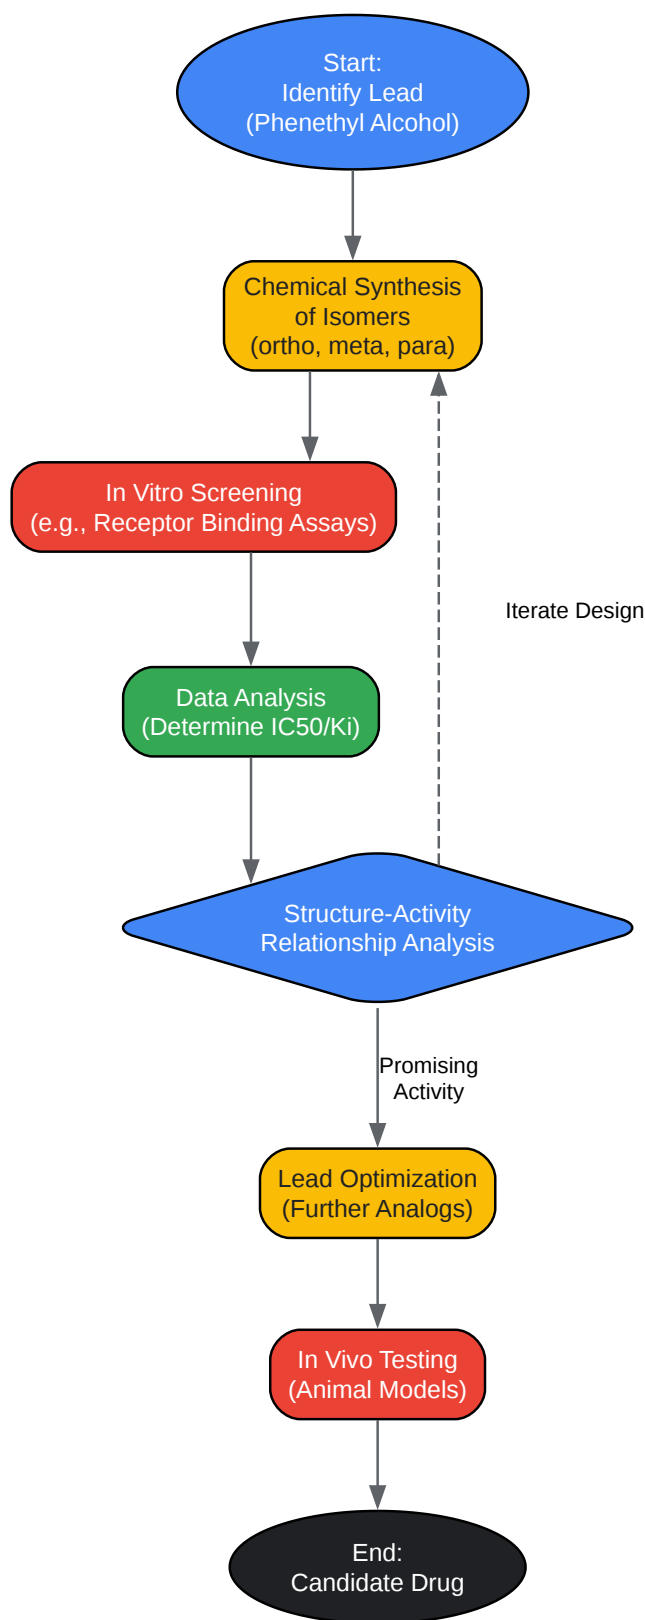 Start:
Identify Lead
(Phenethyl Alcohol)
Chemical Synthesis
of Isomers
(ortho, meta, para)
In Vitro Screening
(e.g., Receptor Binding Assays)
Iterate Design
Data Analysis
(Determine IC50/Ki)
Structure-Activity
Relationship Analysis
Promising
Activity
Lead Optimization
(Further Analogs)
In Vivo Testing
(Animal Models)
End:
Candidate Drug